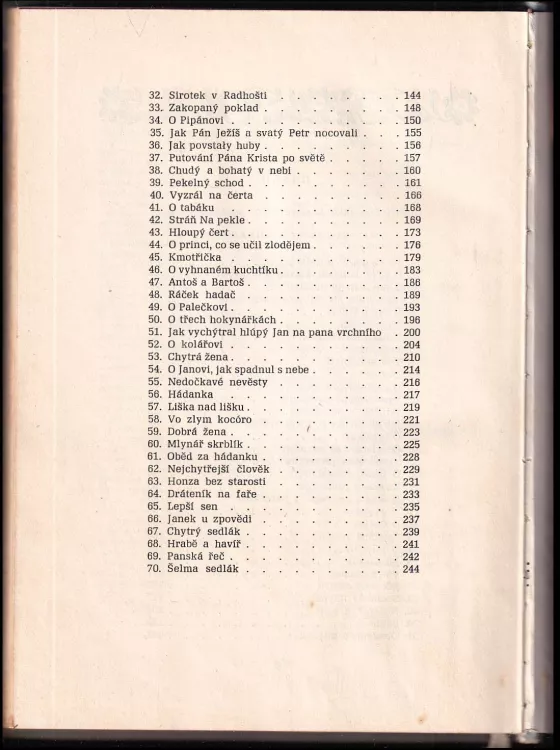 32. Sirotek v Radhošti . . . . . . . . 144
33. Zakopaný poklad . . . . . . . . . 148
34. O Pipánovi . . . . . . . . . . . 150
35. Jak Pán Ježíš a svatý Petr nocovali . . . 155
36. Jak povstaly huby . . . . . . . . . 156
37. Putování Pána Krista po světě . . . . . 157
38. Chudý a bohatý v nebi . . . . . . . 160
39. Pekelný schod . . . . . . . . . . 161
40. Vyzrál na čerta . . . . . . . . . 166
41. O tabáku . . . . . . . . . . . 168
42. Stráň Na pekle . . . . . . . . . . 169
43. Hloupý čert . . . . . . . . . . . 173
44. O princi, co se učil zlodějem . . . . . . 176
45. Kmotřička . . . . . . . . . . . 179
46. O vyhnaném kuchtíku . . . . . . . . 183
47. Antoš a Bartoš . . . . . . . . . . 186
48. Ráček hadač . . . . . . . . . . 189
49. O Palečkovi . . . . . . . . . . . 193
50. O třech hokynářkách . . . . . . . . 196
51. Jak vychýtral hlúpý Jan na pana vrchního . 200
52. O kolářovi . . . . . . . . . . . 204
53. Chytrá žena . . . . . . . . . . . 210
54. O Janovi, jak spadnul s nebe . . . . . . 214
55. Nedočkavé nevěsty . . . . . . . . 216
56. Hádanka . . . . . . . . . . . 217
57. Liška nad lišku . . . . . . . . . . 219
58. Vo zlym kocóro . . . . . . . . . 221
59. Dobrá žena . . . . . . . . . . . 223
60. Mlynář skrblík . . . . . . . . . . 225
61. Oběd za hádanku . . . . . . . . . 228
62. Nejchytřejší člověk . . . . . . . . 229
63. Honza bez starosti . . . . . . . . 231
64. Dráteník na faře . . . . . . . . . 233
65. Lepší sen . . . . . . . . . . . 235
66. Janek u zpovědi . . . . . . . . . 237
67. Chytrý sedlák . . . . . . . . . . 239
68. Hrabě a havíř . . . . . . . . . . 241
69. Panská řeč . . . . . . . . . . . 242
70. Šelma sedlák . . . . . . . . . . 244